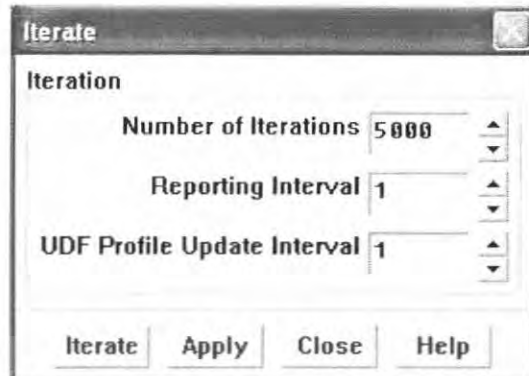 Iterate
Iteration
Number of Iterations 5000
Reporting Interval 1
UDF Profile Update Interval 1
Iterate Apply Close Help